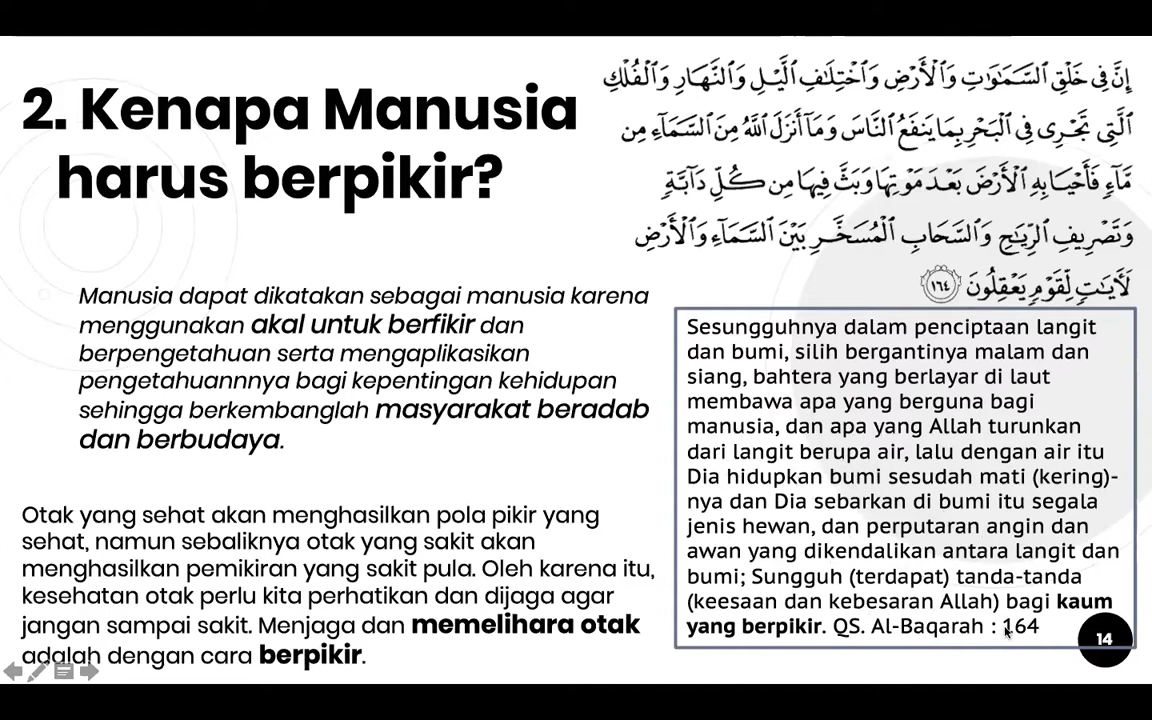 2. Kenapa Manusia
harus berpikir?
Manusia dapat dikatakan sebagai manusia karena
menggunakan akal untuk berfikir dan
berpengetahuan serta mengaplikasikan
pengetahuannnya bagi kepentingan kehidupan
sehingga berkembanglah masyarakat beradab
dan berbudaya.
Otak yang sehat akan menghasilkan pola pikir yang
sehat, namun sebaliknya otak yang sakit akan
menghasilkan pemikiran yang sakit pula. Oleh karena itu,
kesehatan otak perlu kita perhatikan dan dijaga agar
jangan sampai sakit. Menjaga dan memelihara otak
adalah dengan cara berpikir.
إِنَّ فِي خَلْقِ ٱلسَّمَٰوَٰتِ وَٱلْأَرْضِ وَٱخْتِلَٰفِ ٱلَّيْلِ وَٱلنَّهَارِ وَٱلْفُلْكِ
ٱلَّتِي تَجْرِي فِي ٱلْبَحْرِ بِمَا يَنفَعُ ٱلنَّاسَ وَمَآ أَنزَلَ ٱللَّهُ مِنَ ٱلسَّمَآءِ مِن
مَّآءٍ فَأَحْيَا بِهِ ٱلْأَرْضَ بَعْدَ مَوْتِهَا وَبَثَّ فِيهَا مِن كُلِّ دَآبَّةٍ
وَتَصْرِيفِ ٱلرِّيَٰحِ وَٱلسَّحَابِ ٱلْمُسَخَّرِ بَيْنَ ٱلسَّمَآءِ وَٱلْأَرْضِ
لَأٓيَٰتٍ لِّقَوْمٍ يَعْقِلُونَ ١٦٤
Sesungguhnya dalam penciptaan langit
dan bumi, silih bergantinya malam dan
siang, bahtera yang berlayar di laut
membawa apa yang berguna bagi
manusia, dan apa yang Allah turunkan
dari langit berupa air, lalu dengan air itu
Dia hidupkan bumi sesudah mati (kering)-
nya dan Dia sebarkan di bumi itu segala
jenis hewan, dan perputaran angin dan
awan yang dikendalikan antara langit dan
bumi; Sungguh (terdapat) tanda-tanda
(keesaan dan kebesaran Allah) bagi kaum
yang berpikir. QS. Al-Baqarah : 164
14